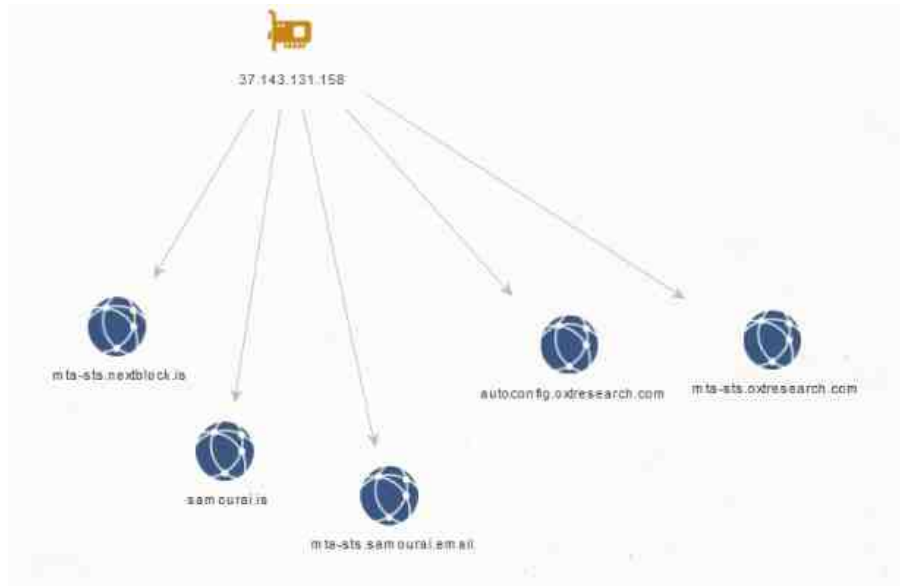 37.143.131.158
mta-sts.nextblock.is
autoconfig.oxtresearch.com
mta-sts.oxtresearch.com
samourai.is
mta-sts.samourai.email